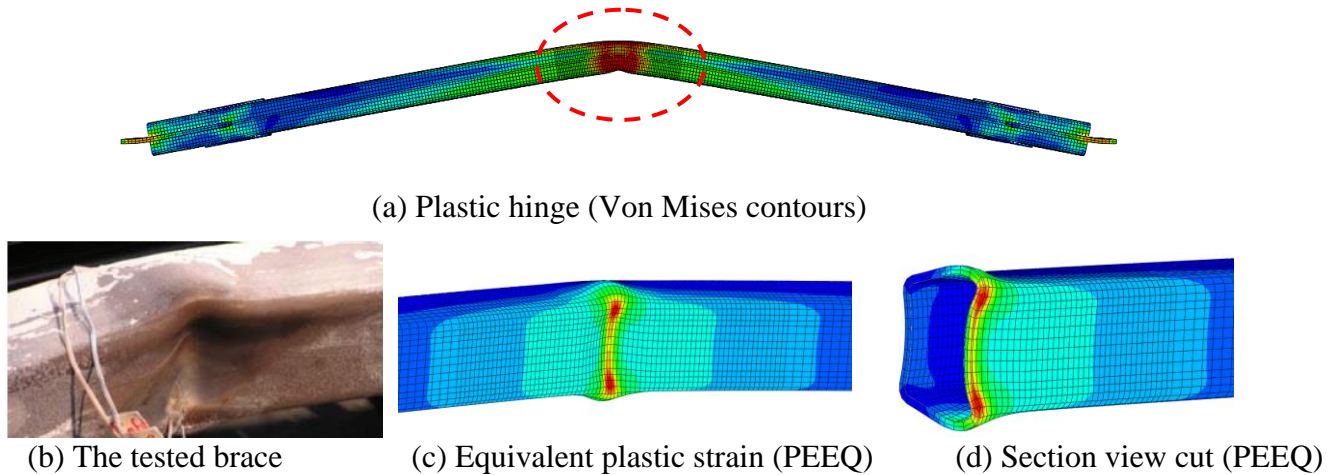 (a) Plastic hinge (Von Mises contours)
(b) The tested brace
(c) Equivalent plastic strain (PEEQ)
(d) Section view cut (PEEQ)